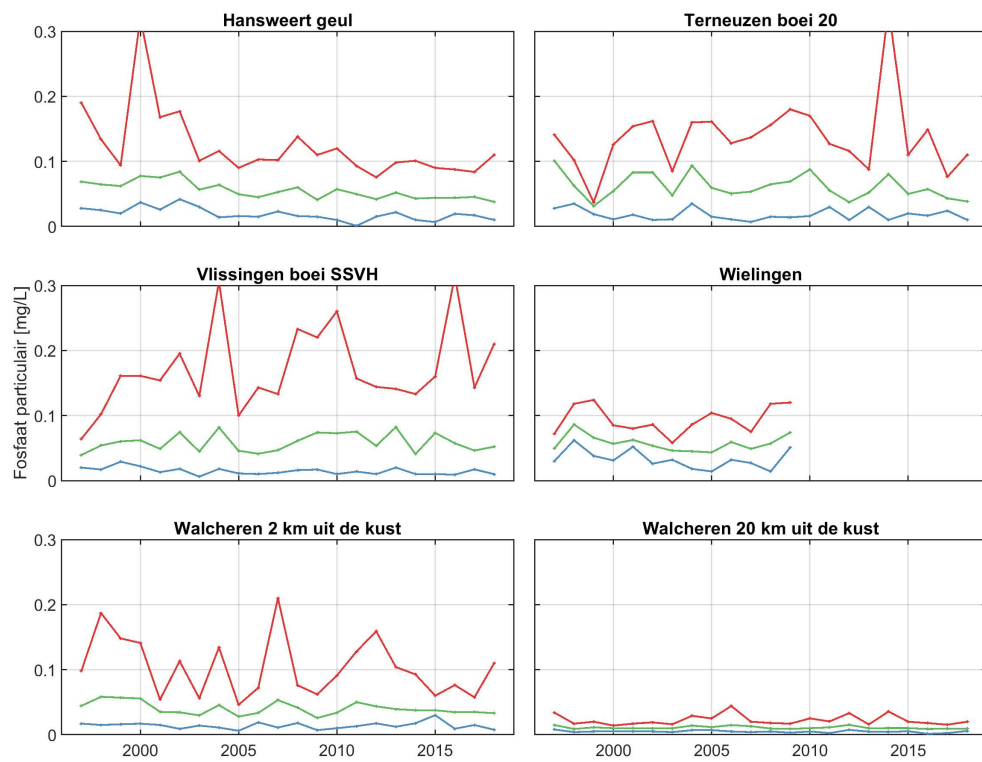 Hansweert geul
Terneuzen boei 20
0.3
0.2
0.1
0
Vlissingen boei SSVH
Wielingen
0.3
0.2
0.1
0
Fosfaat particulair [mg/L]
Walcheren 2 km uit de kust
Walcheren 20 km uit de kust
0.3
0.2
0.1
0
2000 2005 2010 2015
2000 2005 2010 2015